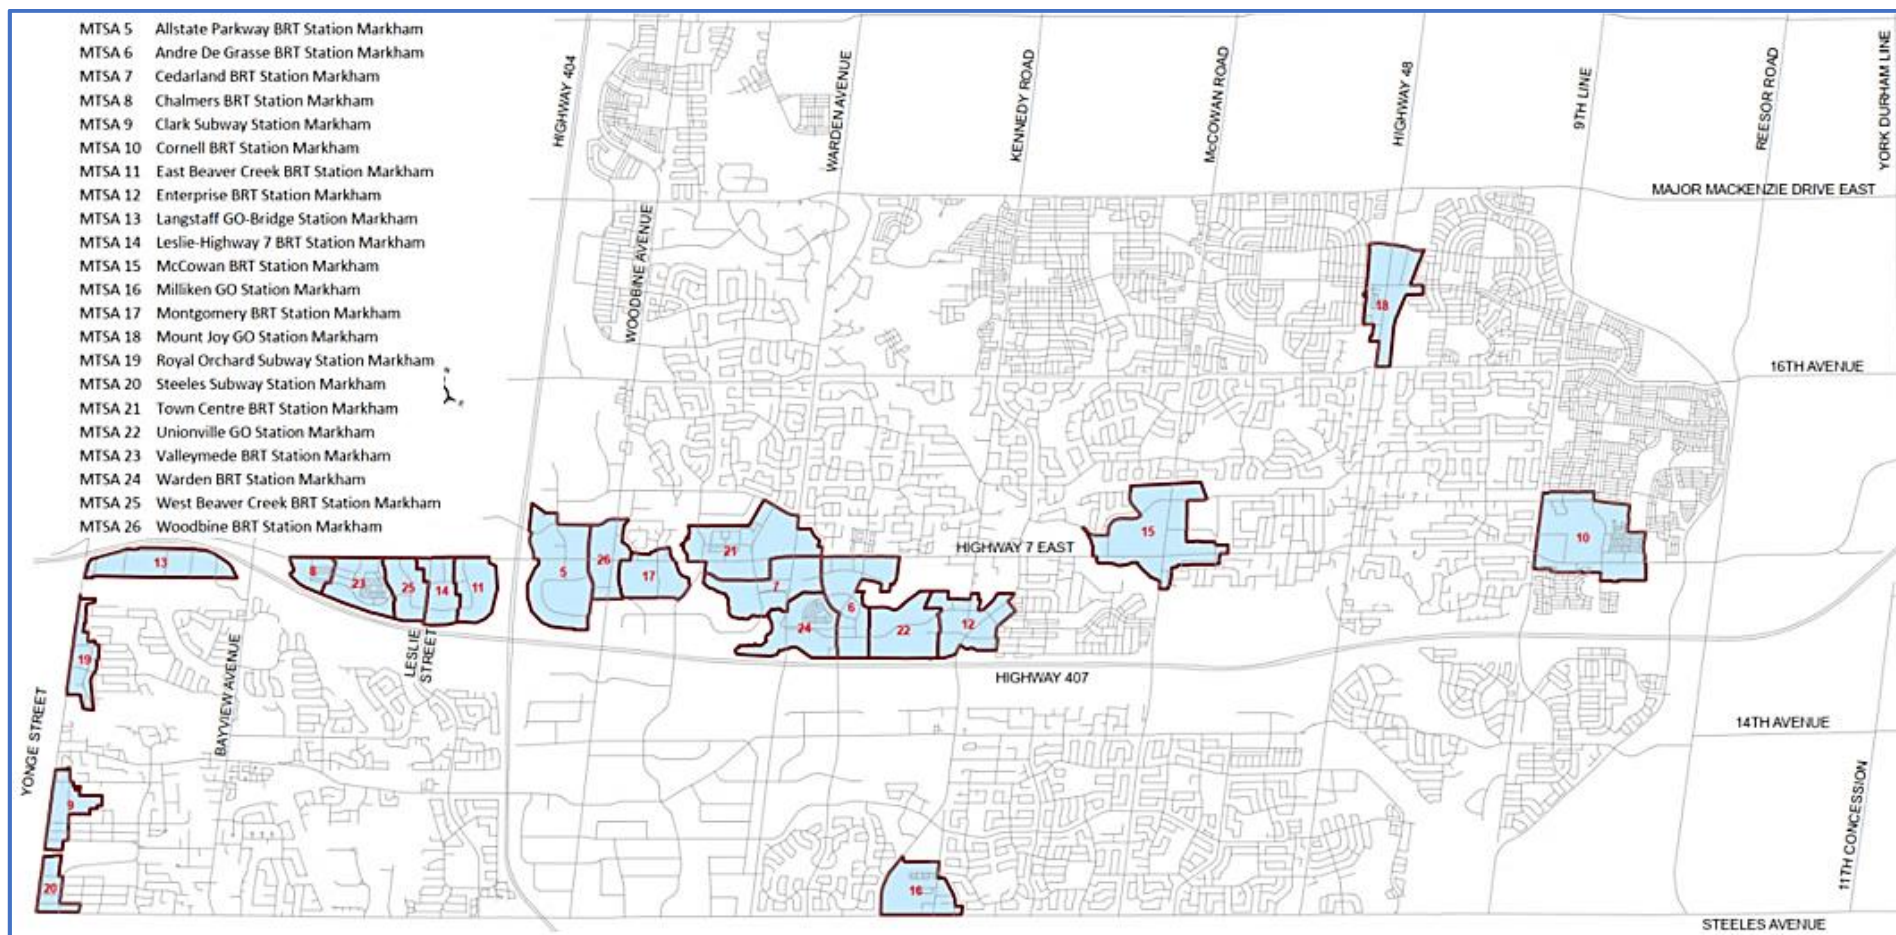 MTSA 5 Allstate Parkway BRT Station Markham
MTSA 6 Andre De Grasse BRT Station Markham
MTSA 7 Cedarland BRT Station Markham
MTSA 8 Chalmers BRT Station Markham
MTSA 9 Clark Subway Station Markham
MTSA 10 Cornell BRT Station Markham
MTSA 11 East Beaver Creek BRT Station Markham
MTSA 12 Enterprise BRT Station Markham
MTSA 13 Langstaff GO-Bridge Station Markham
MTSA 14 Leslie-Highway 7 BRT Station Markham
MTSA 15 McCowan BRT Station Markham
MTSA 16 Milliken GO Station Markham
MTSA 17 Montgomery BRT Station Markham
MTSA 18 Mount Joy GO Station Markham
MTSA 19 Royal Orchard Subway Station Markham
MTSA 20 Steeles Subway Station Markham
MTSA 21 Town Centre BRT Station Markham
MTSA 22 Unionville GO Station Markham
MTSA 23 Valleymede BRT Station Markham
MTSA 24 Warden BRT Station Markham
MTSA 25 West Beaver Creek BRT Station Markham
MTSA 26 Woodbine BRT Station Markham
HIGHWAY 404
WARDEN AVENUE
KENNEDY ROAD
McCOWAN ROAD
HIGHWAY 48
9TH LINE
REESOR ROAD
YORK DURHAM LINE
MAJOR MACKENZIE DRIVE EAST
WOODBINE AVENUE
18
16TH AVENUE
15
10
HIGHWAY 7 EAST
21
13
8
23
25
14
11
5
26
17
7
6
24
22
12
19
LESLIE
STREET
BAYVIEW AVENUE
YONGE STREET
HIGHWAY 407
14TH AVENUE
9
20
16
11TH CONCESSION
STEELES AVENUE